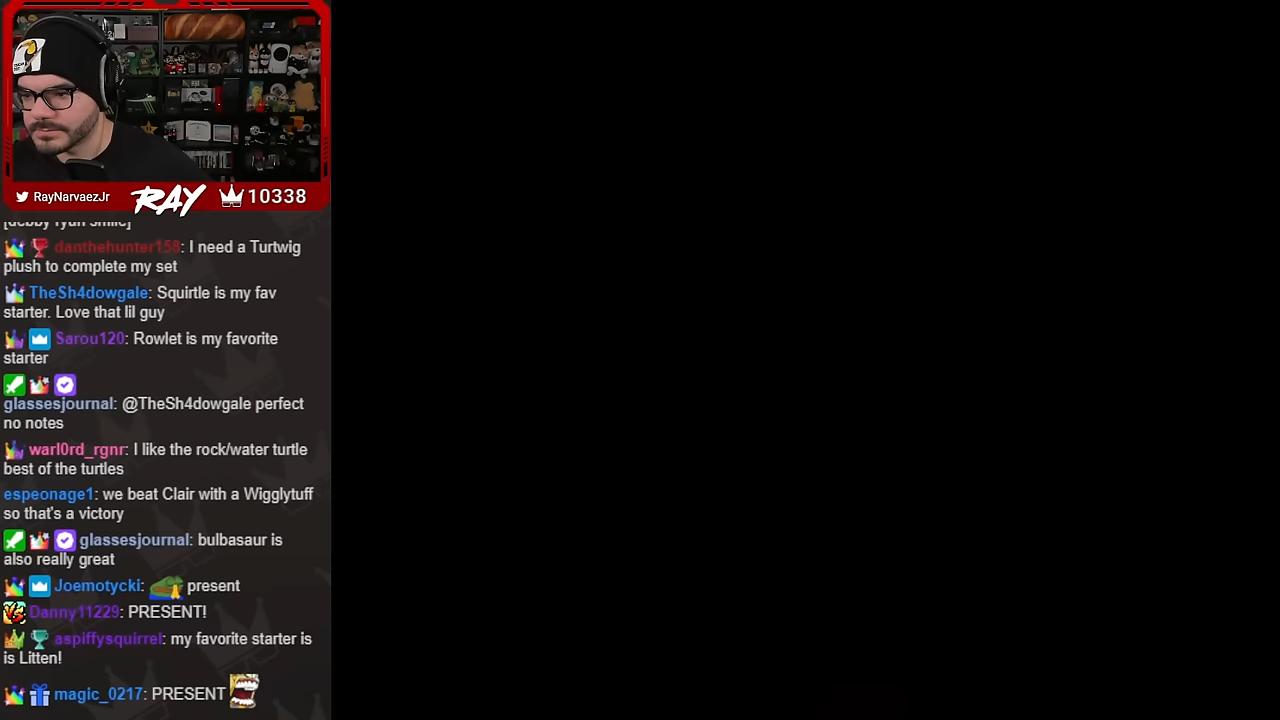 RayNarvaezJr RAY 10338
danthehunter158: I need a Turtwig
plush to complete my set
TheSh4dowgale: Squirtle is my fav
starter. Love that lil guy
Sarou120: Rowlet is my favorite
starter
glassesjournal: @TheSh4dowgale perfect
no notes
warl0rd_rgnr: I like the rock/water turtle
best of the turtles
espeonage1: we beat Clair with a Wigglytuff
so that's a victory
glassesjournal: bulbasaur is
also really great
Joemotycki: present
Danny11229: PRESENT!
aspiffysquirrel: my favorite starter is
is Litten!
magic_0217: PRESENT